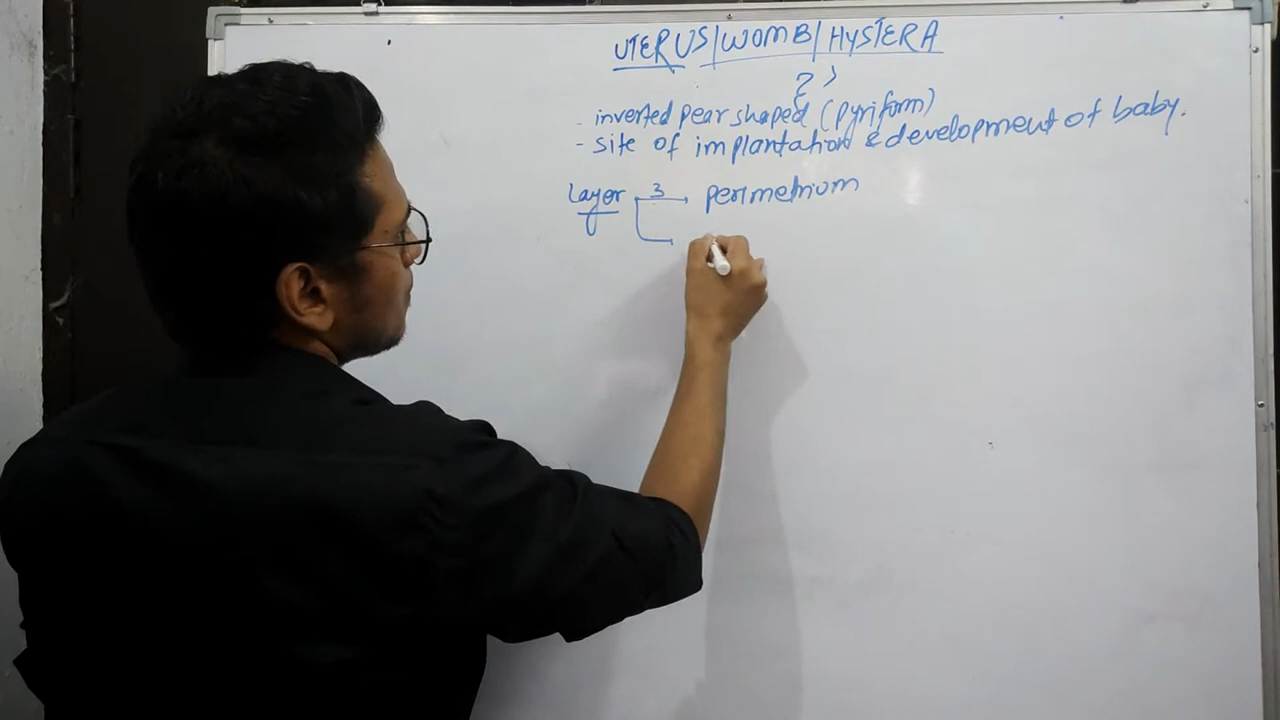 UTERUS/WOMB/HYSTERA
- inverted pear shaped (pyriform)
- site of implantation & development of baby.
Layer 3 → perimetrium